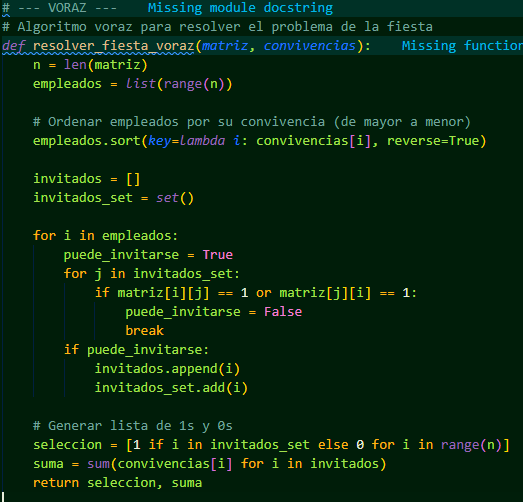 # --- VORAZ ---    Missing module docstring
# Algoritmo voraz para resolver el problema de la fiesta
def resolver_fiesta_voraz(matriz, convivencias):    Missing function
    n = len(matriz)
    empleados = list(range(n))

    # Ordenar empleados por su convivencia (de mayor a menor)
    empleados.sort(key=lambda i: convivencias[i], reverse=True)

    invitados = []
    invitados_set = set()

    for i in empleados:
        puede_invitarse = True
        for j in invitados_set:
            if matriz[i][j] == 1 or matriz[j][i] == 1:
                puede_invitarse = False
                break
        if puede_invitarse:
            invitados.append(i)
            invitados_set.add(i)

    # Generar lista de 1s y 0s
    seleccion = [1 if i in invitados_set else 0 for i in range(n)]
    suma = sum(convivencias[i] for i in invitados)
    return seleccion, suma